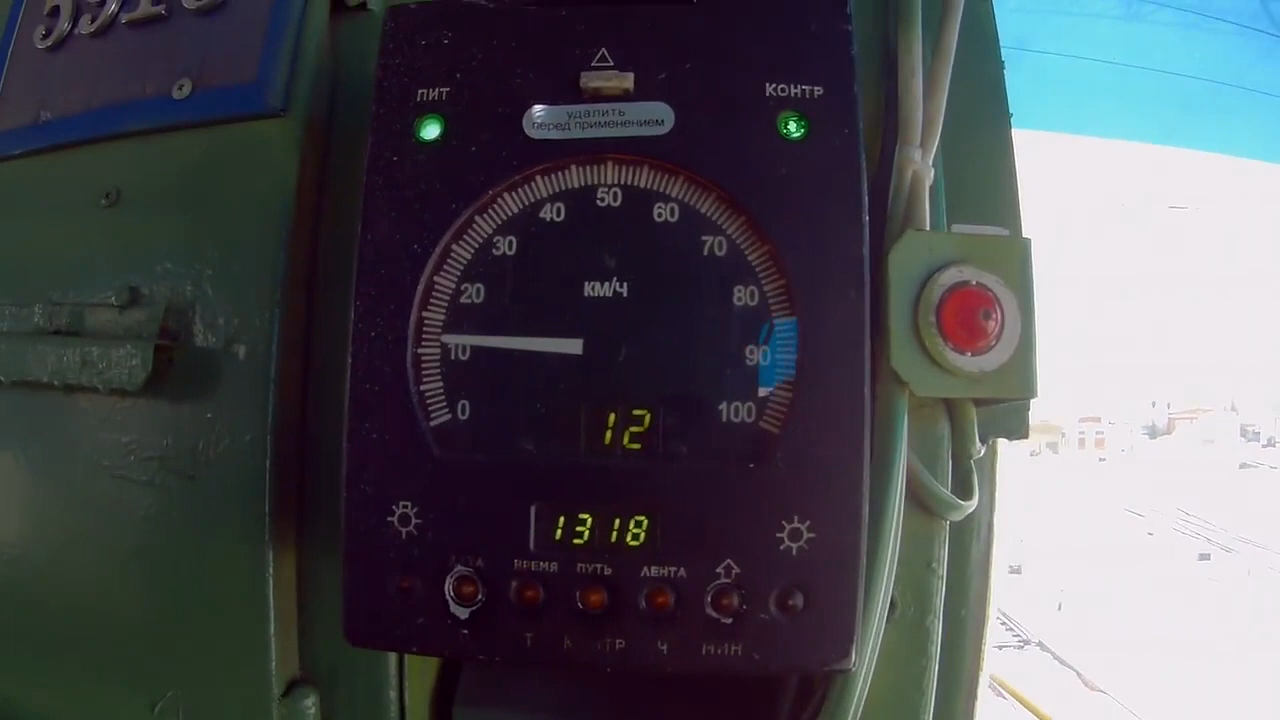 ПИТ
КОНТР
удалить
перед применением
50
40
60
30
70
км/ч
20
80
10
90
0
100
12
1318
ВРЕМЯ
ПУТЬ
ЛЕНТА
Ч
МИН